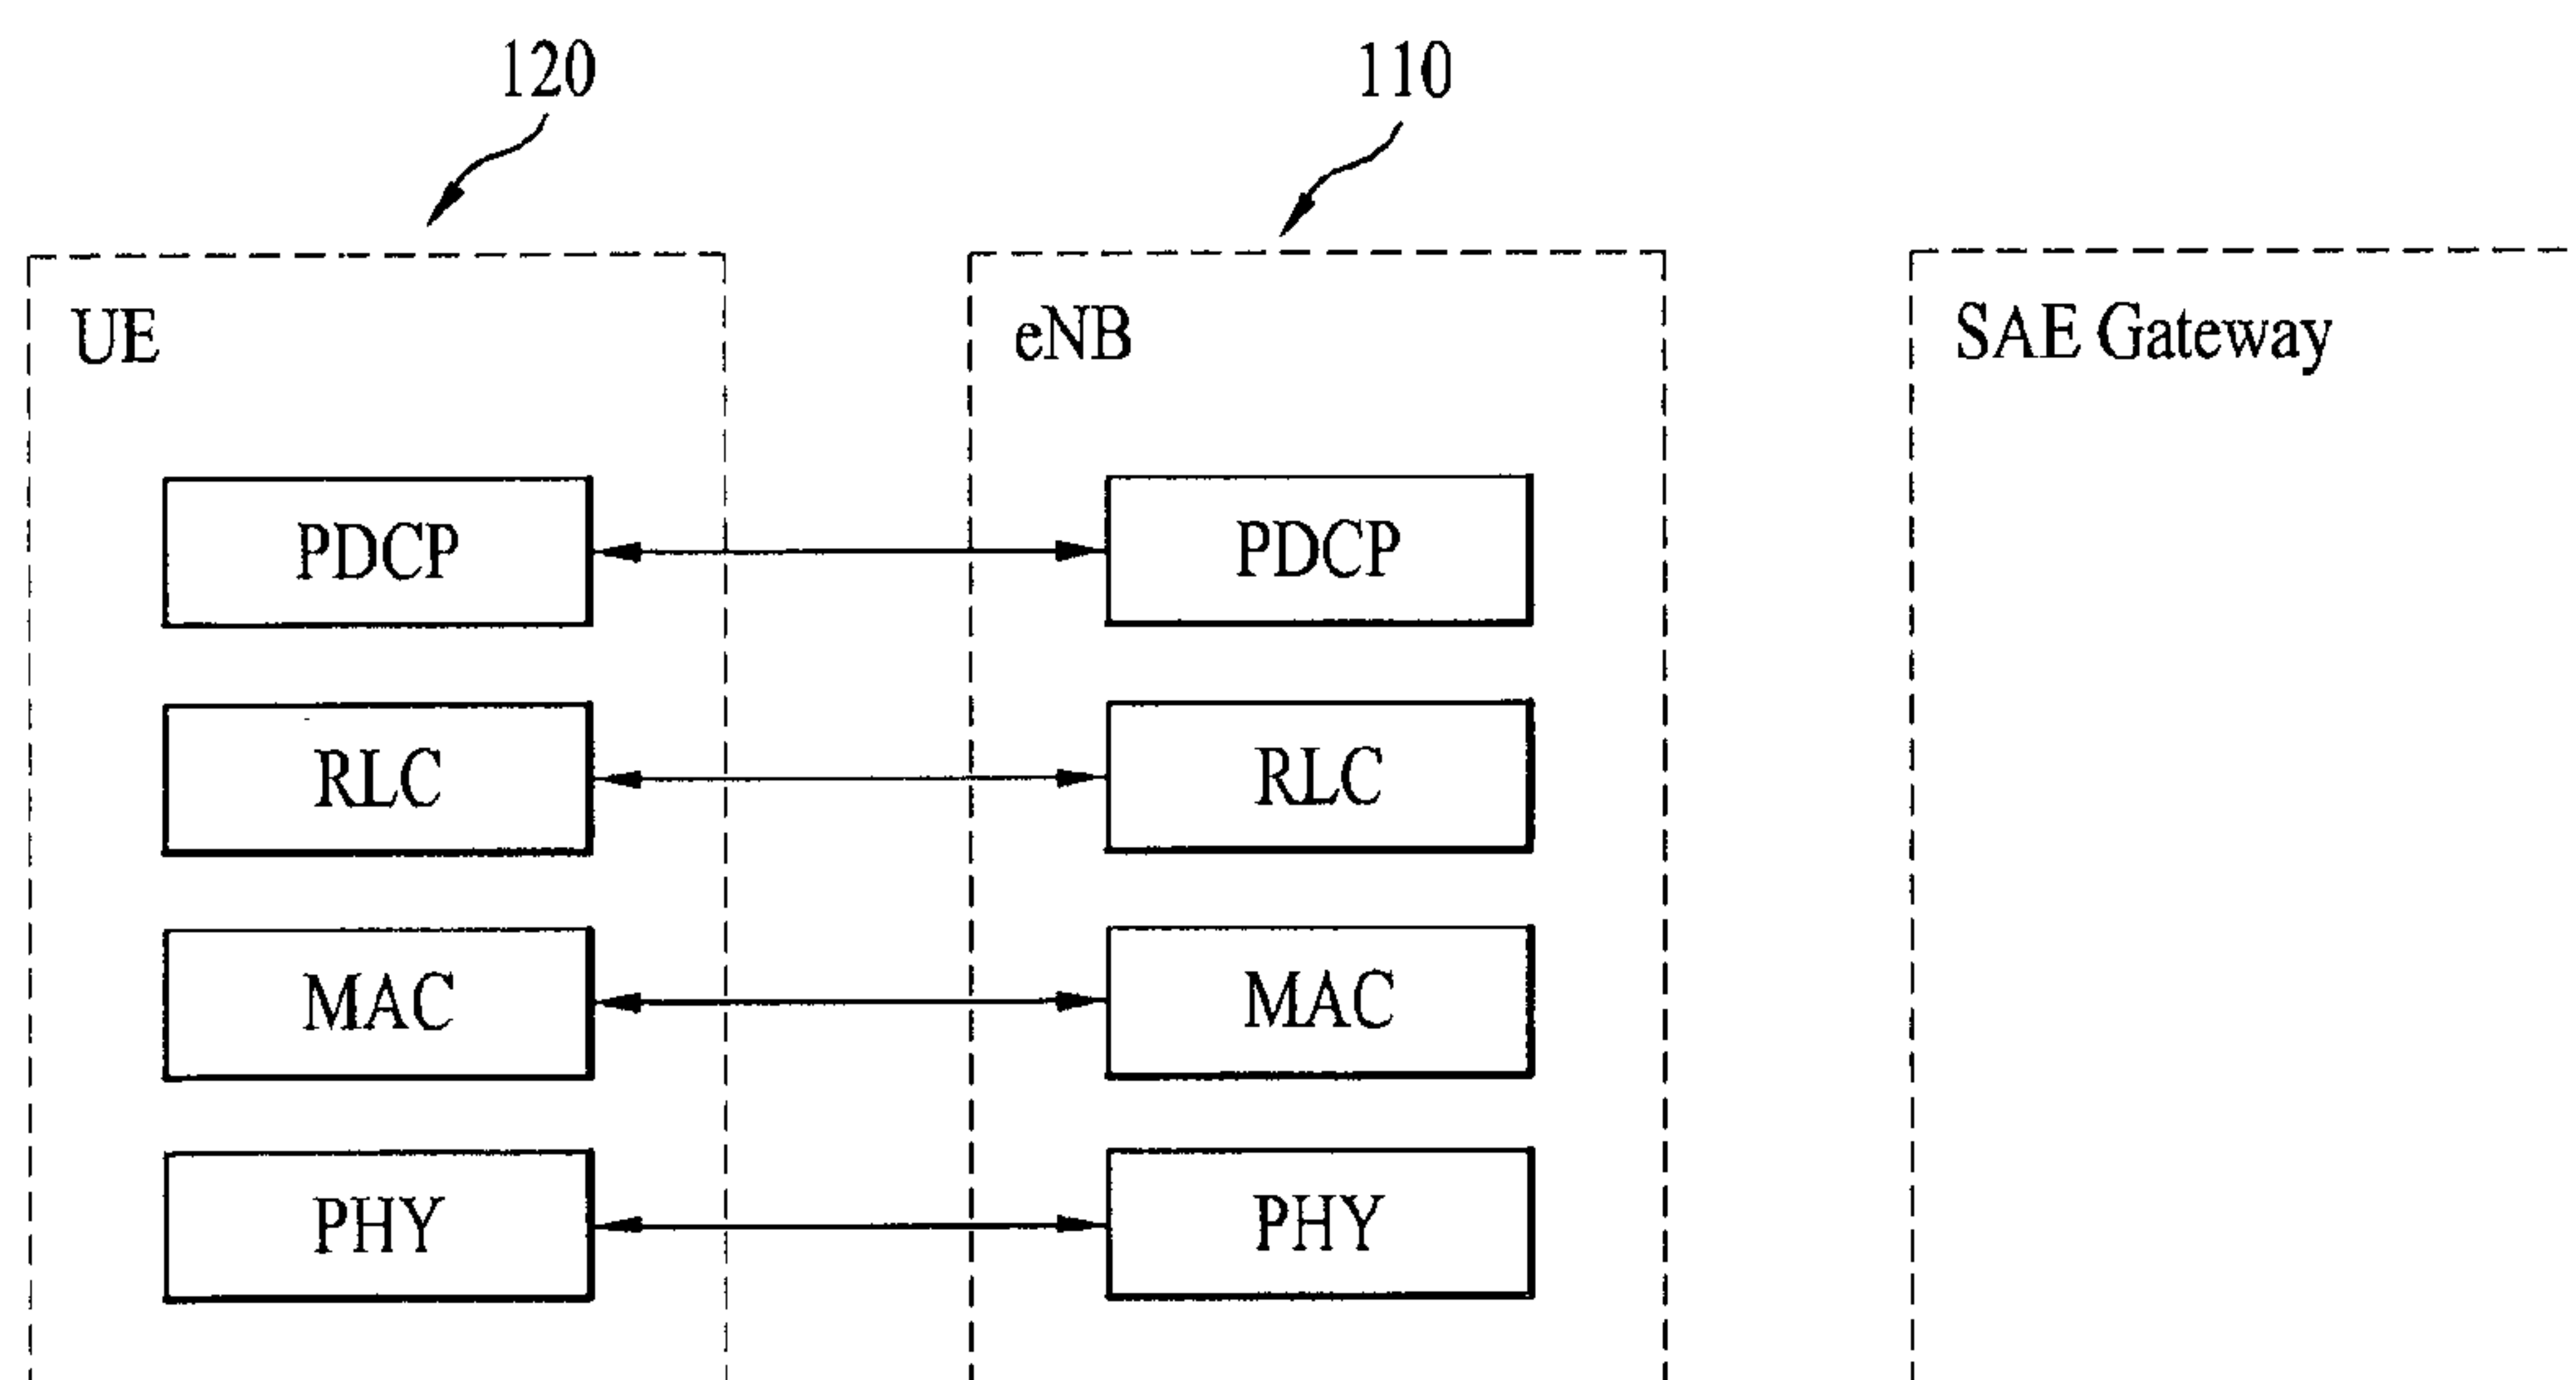 120
110
UE
eNB
SAE Gateway
PDCP
PDCP
RLC
RLC
MAC
MAC
PHY
PHY